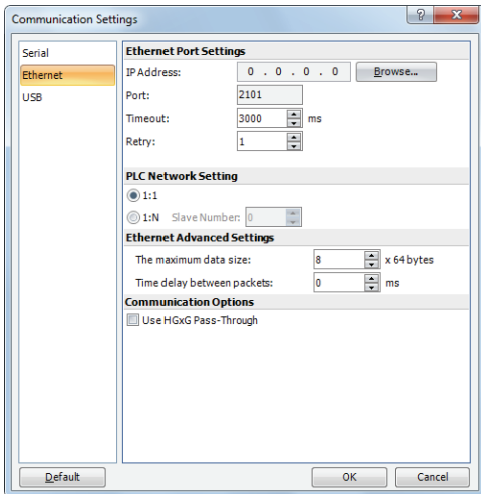 Communication Settings
?
Serial
Ethernet
USB
Ethernet Port Settings
IP Address: 0 . 0 . 0 . 0 Browse...
Port: 2101
Timeout: 3000 ms
Retry: 1
PLC Network Setting
1:1
1:N Slave Number: 0
Ethernet Advanced Settings
The maximum data size: 8 x 64 bytes
Time delay between packets: 0 ms
Communication Options
Use HGxG Pass-Through
Default OK Cancel